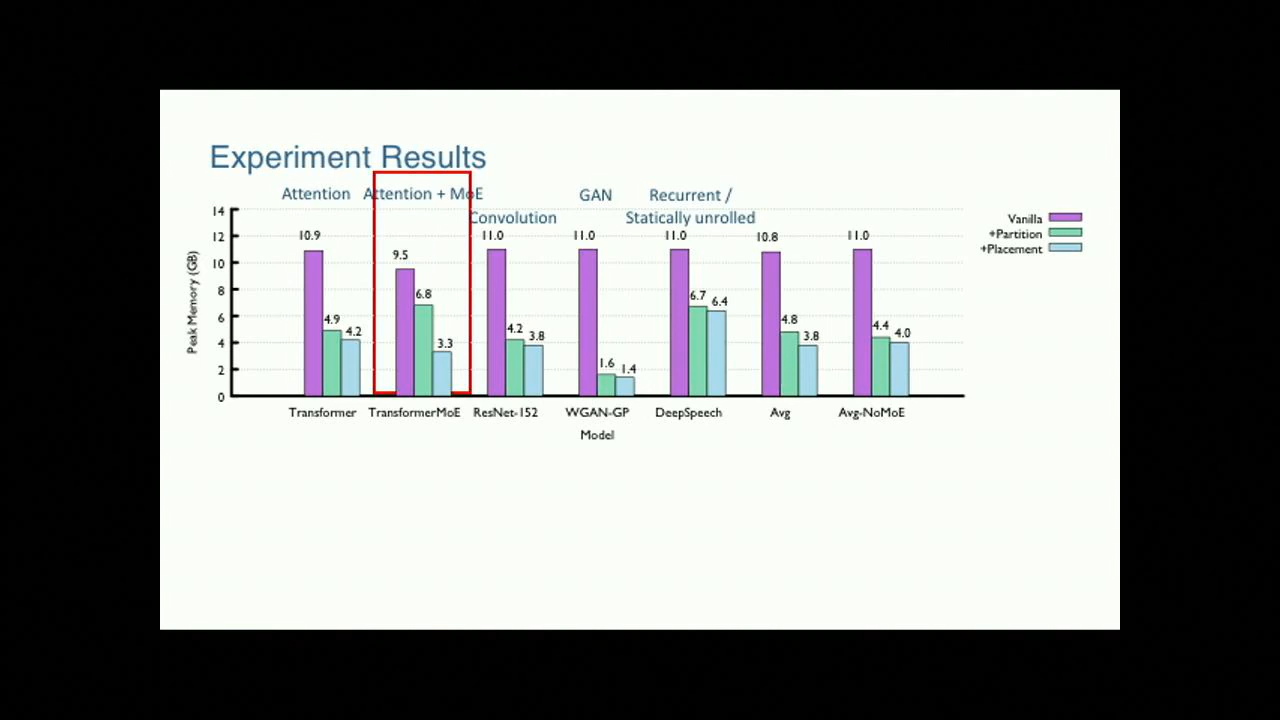 Experiment Results
Attention
Attention + MoE
Convolution
GAN
Recurrent /
Statically unrolled
Vanilla
+Partition
+Placement
Peak Memory (GB)
14
12
10
8
6
4
2
0
10.9
4.9
4.2
9.5
6.8
3.3
11.0
4.2
3.8
11.0
1.6
1.4
11.0
6.7
6.4
10.8
4.8
3.8
11.0
4.4
4.0
Transformer
TransformerMoE
ResNet-152
WGAN-GP
DeepSpeech
Avg
Avg-NoMoE
Model